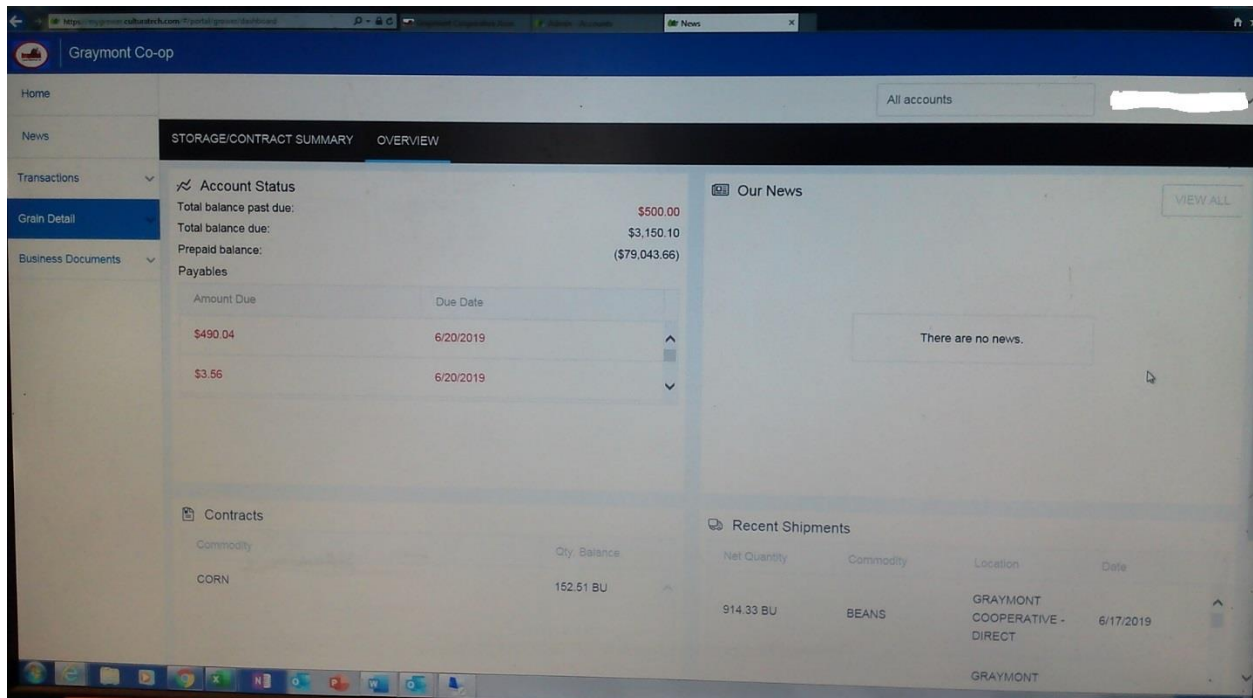 Graymont Co-op
Home
News
Transactions
Grain Detail
Business Documents
All accounts
STORAGE/CONTRACT SUMMARY OVERVIEW
Account Status
Total balance past due: $500.00
Total balance due: $3,150.10
Prepaid balance: ($79,043.66)
Payables
Amount Due Due Date
$490.04 6/20/2019
$3.56 6/20/2019
Our News
VIEW ALL
There are no news.
Contracts
Commodity Qty. Balance
CORN 152.51 BU
Recent Shipments
Net Quantity Commodity Location Date
914.33 BU BEANS GRAYMONT COOPERATIVE - DIRECT 6/17/2019
GRAYMONT
News